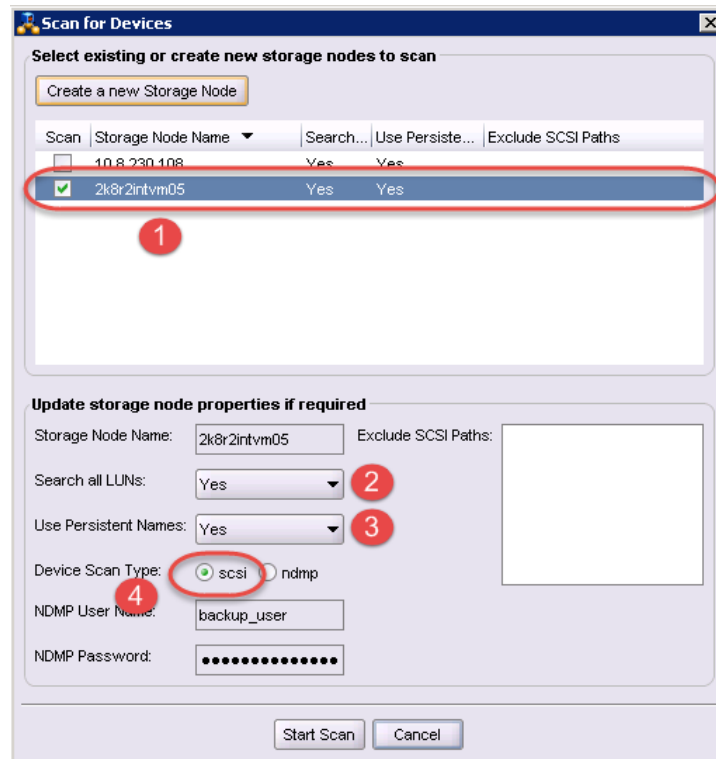 Scan for Devices
Select existing or create new storage nodes to scan
Create a new Storage Node
Scan Storage Node Name Search... Use Persiste... Exclude SCSI Paths
10.8.230.108 Yes Yes
2k8r2intvm05 Yes Yes
1
Update storage node properties if required
Storage Node Name: 2k8r2intvm05 Exclude SCSI Paths:
Search all LUNs: Yes 2
Use Persistent Names: Yes 3
Device Scan Type: scsi ndmp
4
NDMP User Name: backup_user
NDMP Password: ●●●●●●●●●●●●●●
Start Scan Cancel